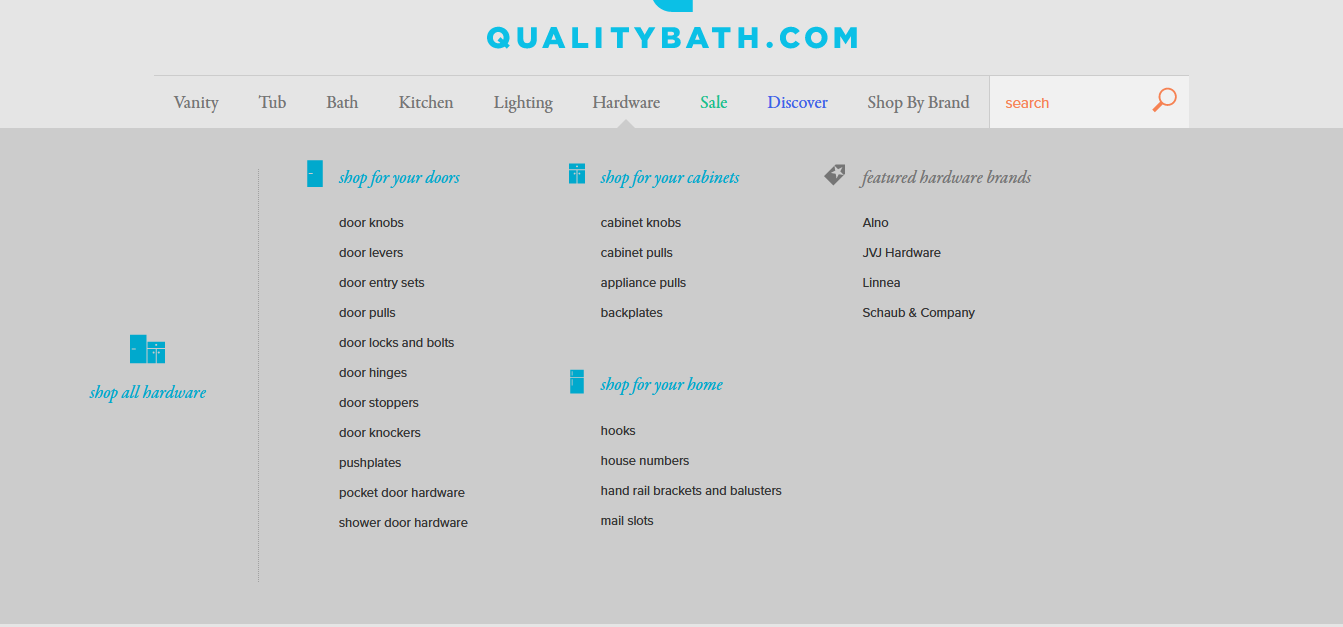 QUALITYBATH.COM
Vanity
Tub
Bath
Kitchen
Lighting
Hardware
Sale
Discover
Shop By Brand
search
shop all hardware
shop for your doors
door knobs
door levers
door entry sets
door pulls
door locks and bolts
door hinges
door stoppers
door knockers
pushplates
pocket door hardware
shower door hardware
shop for your cabinets
cabinet knobs
cabinet pulls
appliance pulls
backplates
shop for your home
hooks
house numbers
hand rail brackets and balusters
mail slots
featured hardware brands
Alno
JVJ Hardware
Linnea
Schaub & Company